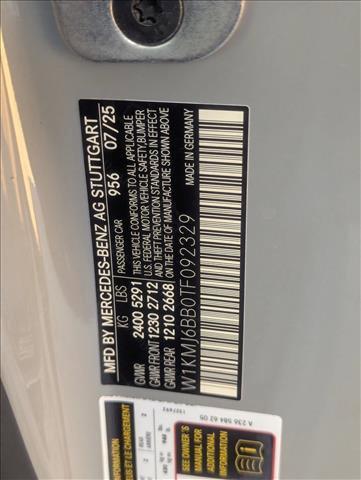 MFD BY MERCEDES-BENZ AG STUTTGART
956 07/25
PASSENGER CAR
KG LBS
GVWR 2400 5291
GAWR FRONT 1230 2712
GAWR REAR 1210 2668
THIS VEHICLE CONFORMS TO ALL APPLICABLE
U.S. FEDERAL MOTOR VEHICLE SAFETY,BUMPER
AND THEFT PREVENTION STANDARDS IN EFFECT
ON THE DATE OF MANUFACTURE SHOWN ABOVE
W1KMJ6BB0TF092329
A 236 584 62 05
SEE OWNER'S
MANUAL FOR
ADDITIONAL
INFORMATION